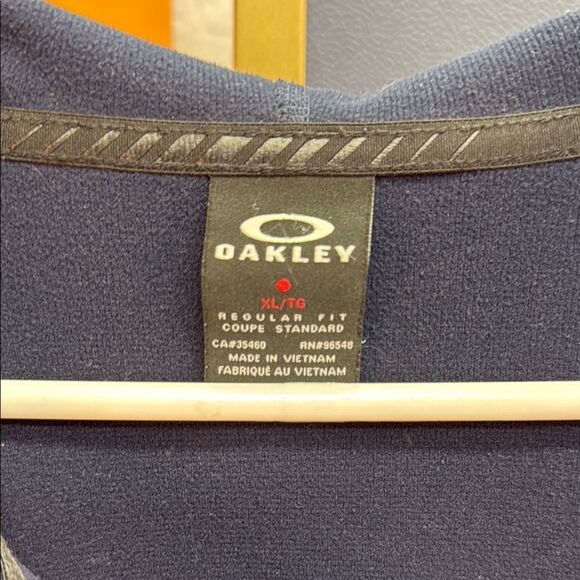 OAKLEY
XL/TG
REGULAR FIT
COUPE STANDARD
CA#35460 RN#96548
MADE IN VIETNAM
FABRIQUÉ AU VIETNAM